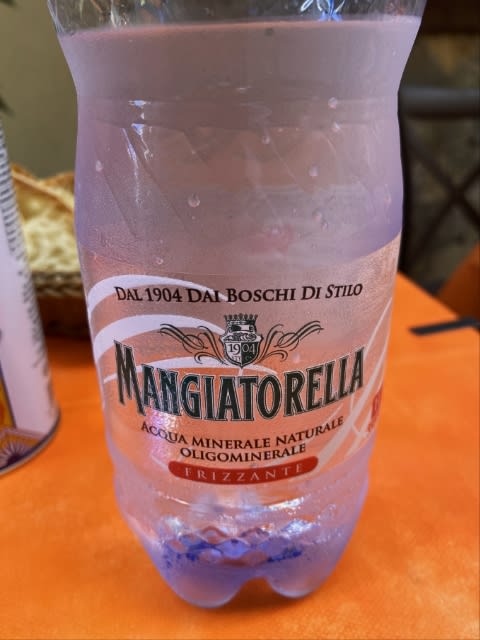 DAL 1904 DAI BOSCHI DI STILO
1904
MANGIATORELLA
ACQUA MINERALE NATURALE
OLIGOMINERALE
FRIZZANTE